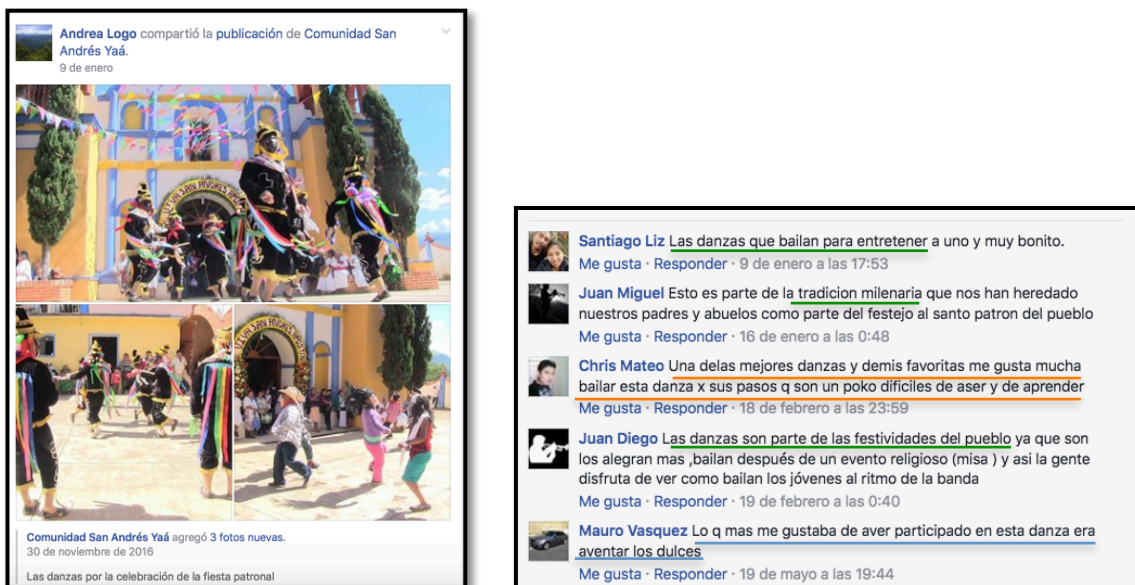 Andrea Logo compartió la publicación de Comunidad San
Andrés Yaá.
9 de enero
VIVA SAN ANDRES
VIVA SAN ANDRES
Comunidad San Andrés Yaá agregó 3 fotos nuevas.
30 de noviembre de 2016
Las danzas por la celebración de la fiesta patronal
Santiago Liz Las danzas que bailan para entretener a uno y muy bonito.
Me gusta · Responder · 9 de enero a las 17:53
Juan Miguel Esto es parte de la tradicion milenaria que nos han heredado
nuestros padres y abuelos como parte del festejo al santo patron del pueblo
Me gusta · Responder · 16 de enero a las 0:48
Chris Mateo Una delas mejores danzas y demis favoritas me gusta mucha
bailar esta danza x sus pasos q son un poko dificiles de aser y de aprender
Me gusta · Responder · 18 de febrero a las 23:59
Juan Diego Las danzas son parte de las festividades del pueblo ya que son
los alegran mas ,bailan después de un evento religioso (misa ) y asi la gente
disfruta de ver como bailan los jóvenes al ritmo de la banda
Me gusta · Responder · 19 de febrero a las 0:40
Mauro Vasquez Lo q mas me gustaba de aver participado en esta danza era
aventar los dulces
Me gusta · Responder · 19 de mayo a las 19:44